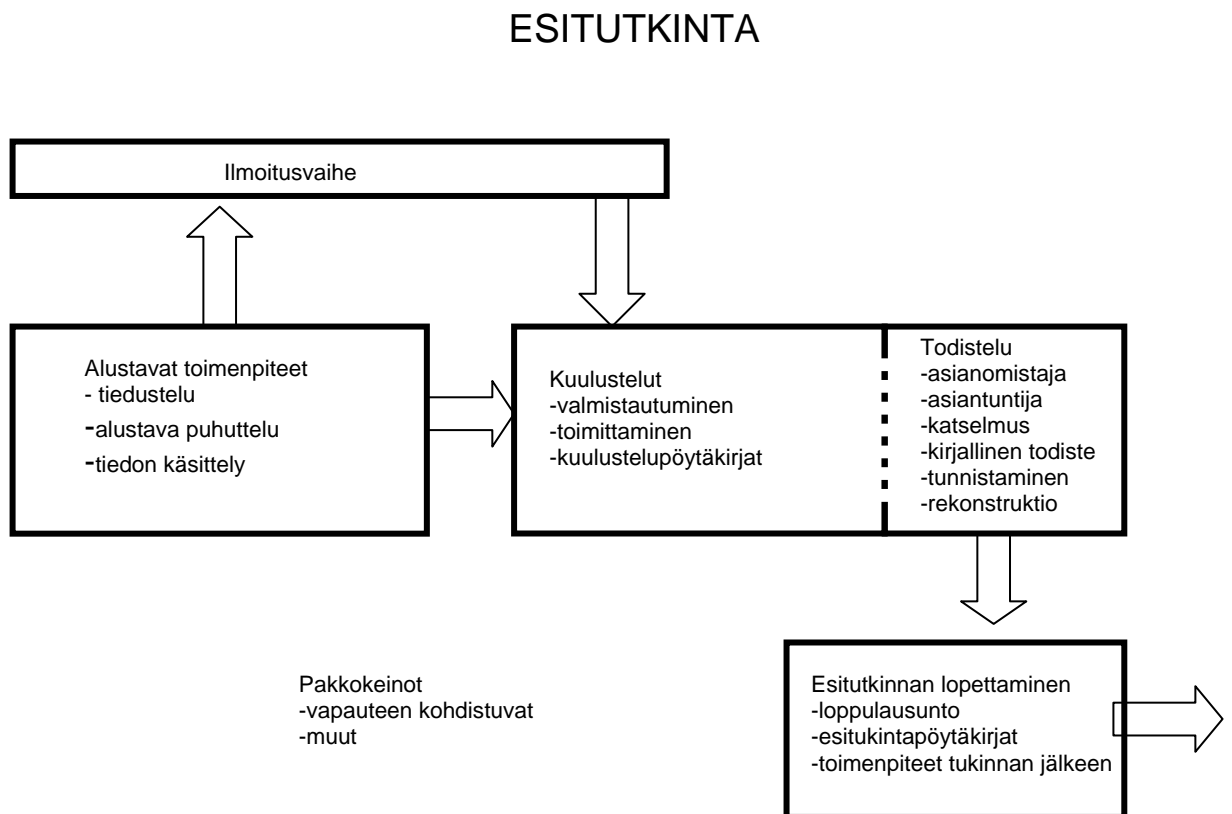 ESITUTKINTA
Ilmoitusvaihe
Alustavat toimenpiteet
- tiedustelu
-alustava puhuttelu
-tiedon käsittely
Kuulustelut
-valmistautuminen
-toimittaminen
-kuulustelupöytäkirjat
Todistelu
-asianomistaja
-asiantuntija
-katselmus
-kirjallinen todiste
-tunnistaminen
-rekonstruktio
Pakkokeinot
-vapauteen kohdistuvat
-muut
Esitutkinnan lopettaminen
-loppulausunto
-esitukintapöytäkirjat
-toimenpiteet tukinnan jälkeen